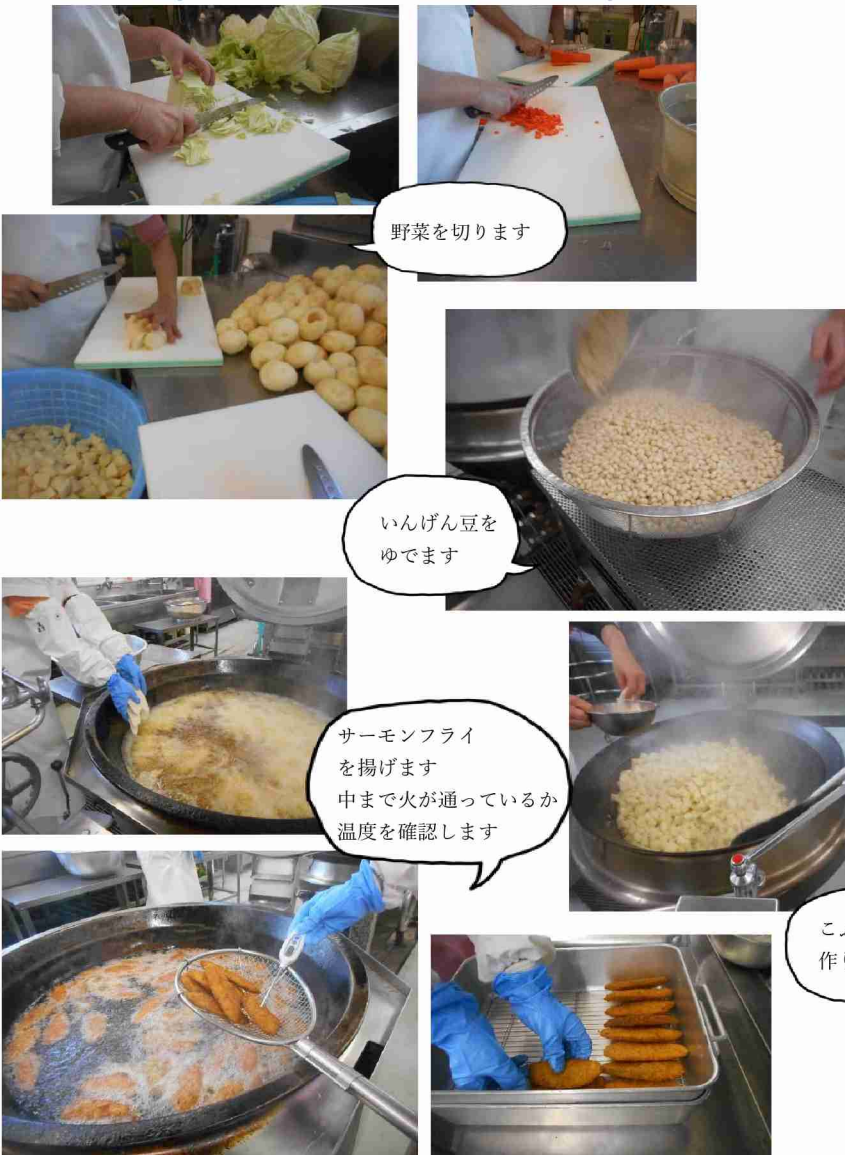 野菜を切ります
いんげん豆を
ゆでます
サーモンフライ
を揚げます
中まで火が通っているか
温度を確認します
作り